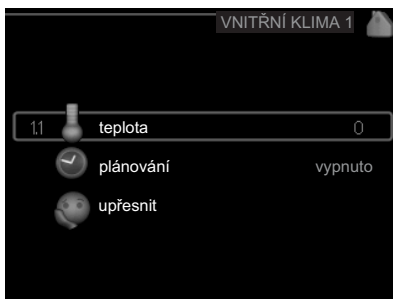 VNITŘNÍ KLIMA 1
1.1 teplota 0
plánování vypnuto
upřesnit